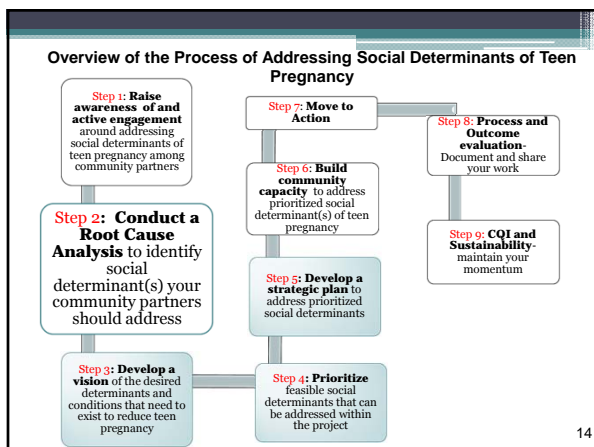 Overview of the Process of Addressing Social Determinants of Teen
Pregnancy
Step 1: Raise
awareness of and
active engagement
around addressing
social determinants of
teen pregnancy among
community partners
Step 2: Conduct a
Root Cause
Analysis to identify
social
determinant(s) your
community partners
should address
Step 3: Develop a
vision of the desired
determinants and
conditions that need to
exist to reduce teen
pregnancy
Step 4: Prioritize
feasible social
determinants that can
be addressed within
the project
Step 5: Develop a
strategic plan to
address prioritized
social determinants
Step 6: Build
community
capacity to address
prioritized social
determinant(s) of teen
pregnancy
Step 7: Move to
Action
Step 8: Process and
Outcome
evaluation-
Document and share
your work
Step 9: CQI and
Sustainability-
maintain your
momentum
14